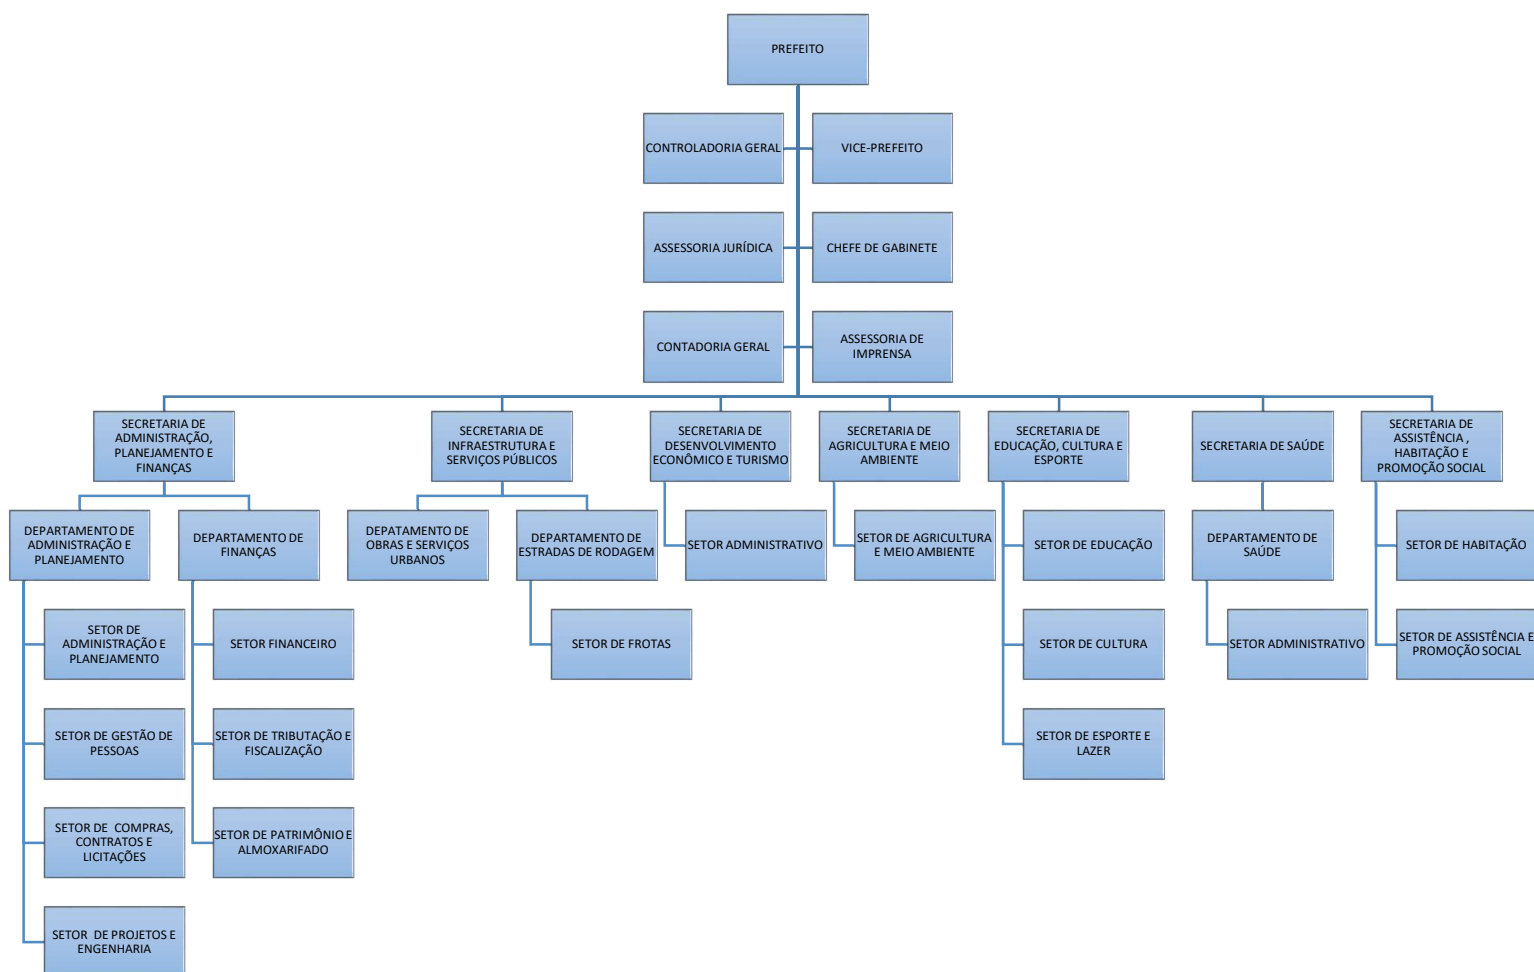 PREFEITO
CONTROLADORIA GERAL
VICE-PREFEITO
ASSESSORIA JURÍDICA
CHEFE DE GABINETE
CONTADORIA GERAL
ASSESSORIA DE
IMPRENSA
SECRETARIA DE
ADMINISTRAÇÃO,
PLANEJAMENTO E
FINANÇAS
SECRETARIA DE
INFRAESTRUTURA E
SERVIÇOS PÚBLICOS
SECRETARIA DE
DESENVOLVIMENTO
ECONÔMICO E TURISMO
SECRETARIA DE
AGRICULTURA E MEIO
AMBIENTE
SECRETARIA DE
EDUCAÇÃO, CULTURA E
ESPORTE
SECRETARIA DE SAÚDE
SECRETARIA DE
ASSISTÊNCIA ,
HABITAÇÃO E
PROMOÇÃO SOCIAL
DEPARTAMENTO DE
ADMINISTRAÇÃO E
PLANEJAMENTO
DEPARTAMENTO DE
FINANÇAS
DEPATAMENTO DE
OBRAS E SERVIÇOS
URBANOS
DEPARTAMENTO DE
ESTRADAS DE RODAGEM
SETOR ADMINISTRATIVO
SETOR DE AGRICULTURA
E MEIO AMBIENTE
SETOR DE EDUCAÇÃO
DEPARTAMENTO DE
SAÚDE
SETOR DE HABITAÇÃO
SETOR DE
ADMINISTRAÇÃO E
PLANEJAMENTO
SETOR FINANCEIRO
SETOR DE FROTAS
SETOR DE CULTURA
SETOR ADMINISTRATIVO
SETOR DE ASSISTÊNCIA E
PROMOÇÃO SOCIAL
SETOR DE GESTÃO DE
PESSOAS
SETOR DE TRIBUTAÇÃO E
FISCALIZAÇÃO
SETOR DE ESPORTE E
LAZER
SETOR DE  COMPRAS,
CONTRATOS E
LICITAÇÕES
SETOR DE PATRIMÔNIO E
ALMOXARIFADO
SETOR  DE PROJETOS E
ENGENHARIA